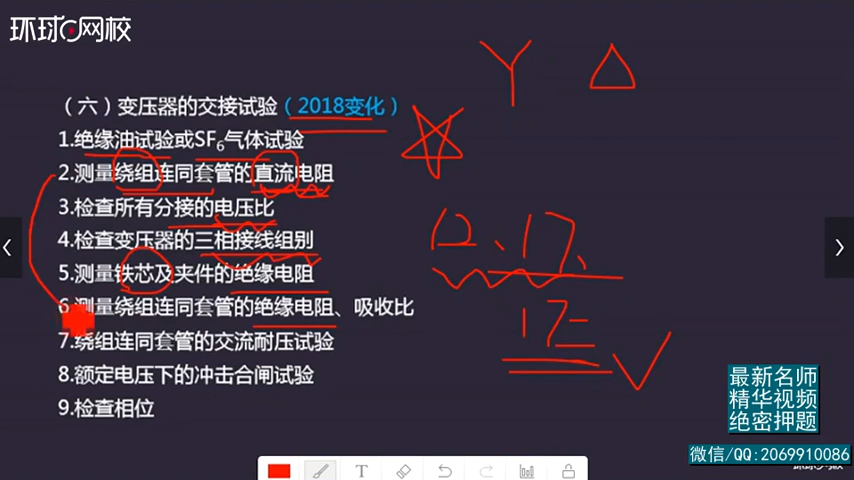 环球网校
（六）变压器的交接试验（2018变化）
1.绝缘油试验或SF6气体试验
2.测量绕组连同套管的直流电阻
3.检查所有分接的电压比
4.检查变压器的三相接线组别
5.测量铁芯及夹件的绝缘电阻
6.测量绕组连同套管的绝缘电阻、吸收比
7.绕组连同套管的交流耐压试验
8.额定电压下的冲击合闸试验
9.检查相位
Y △
12、17、
17
最新名师
精华视频
绝密押题
微信/QQ:2069910086
T